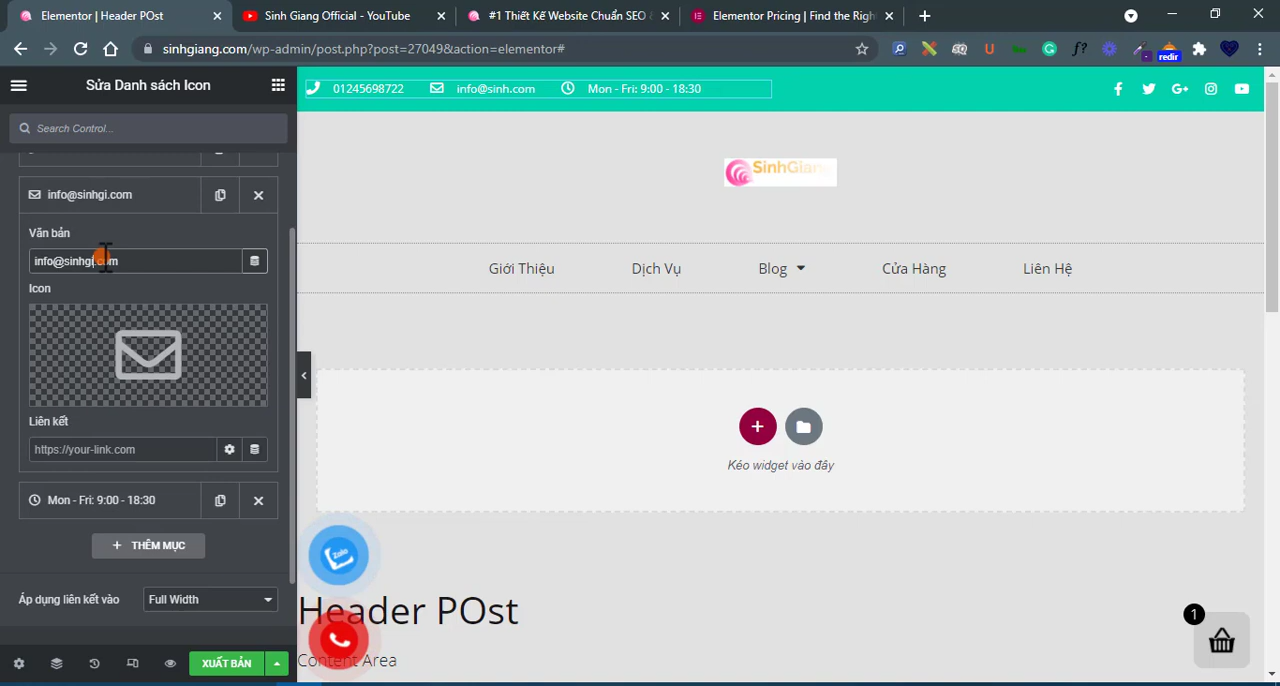 Elementor | Header POst
Sinh Giang Official - YouTube
#1 Thiết Kế Website Chuẩn SEO
Elementor Pricing | Find the Righ
sinhgiang.com/wp-admin/post.php?post=27049&action=elementor#
redir
Sửa Danh sách Icon
Search Control...
info@sinhgi.com
Văn bản
info@sinhgi.com
Icon
Liên kết
https://your-link.com
Mon - Fri: 9:00 - 18:30
+ THÊM MỤC
Áp dụng liên kết vào
Full Width
XUẤT BẢN
01245698722
info@sinh.com
Mon - Fri: 9:00 - 18:30
SinhGiang
Giới Thiệu
Dịch Vụ
Blog
Cửa Hàng
Liên Hệ
Kéo widget vào đây
Zalo
Header POst
Content Area
1